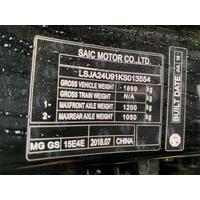 SAIC MOTOR CO.,LTD.
LSJA24U91KS013554
GROSS VEHICLE WEIGHT - 1899 kg
GROSS TRAIN WEIGHT - N/A kg
1- MAXFRONT AXLE WEIGHT - 1200 kg
2- MAXREAR AXLE WEIGHT - 1050 kg
MG GS 15E4E 2018.07 CHINA
BUILT DATE